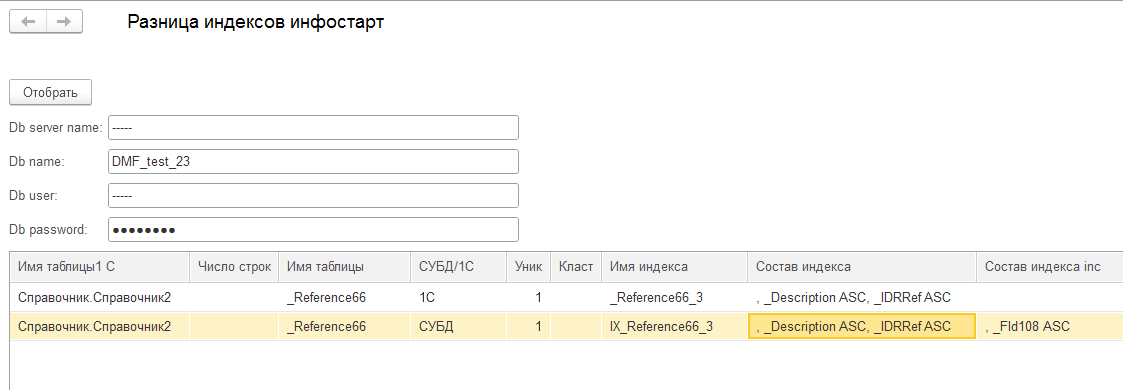 Разница индексов инфостарт
Отобрать
Db server name: -----
Db name: DMF_test_23
Db user: -----
Db password: ●●●●●●●●
Имя таблицы1 С Число строк Имя таблицы СУБД/1С Уник Класт Имя индекса Состав индекса Состав индекса inc
Справочник.Справочник2 _Reference66 1С 1 _Reference66_3 , _Description ASC, _IDRRef ASC
Справочник.Справочник2 _Reference66 СУБД 1 IX_Reference66_3 , _Description ASC, _IDRRef ASC , _Fld108 ASC